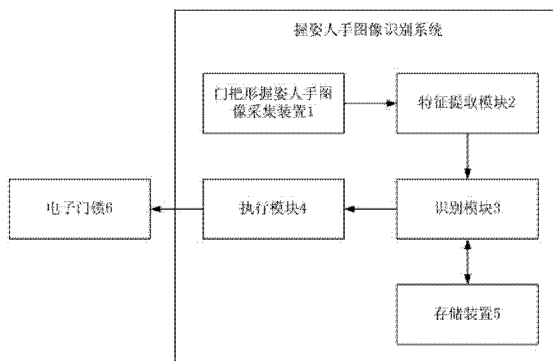 握姿人手图像识别系统
门把形握姿人手图
像采集装置1
特征提取模块2
电子门锁6
执行模块4
识别模块3
存储装置5